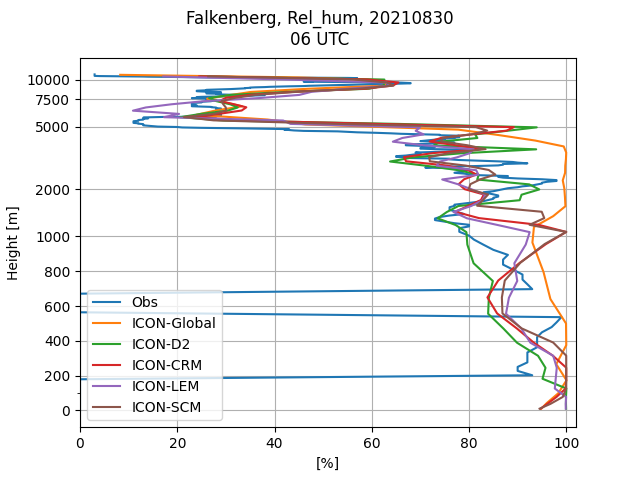 Falkenberg, Rel_hum, 20210830
06 UTC
Height [m]
10000
7500
5000
2000
1000
800
600
400
200
0
Obs
ICON-Global
ICON-D2
ICON-CRM
ICON-LEM
ICON-SCM
0 20 40 60 80 100
[%]